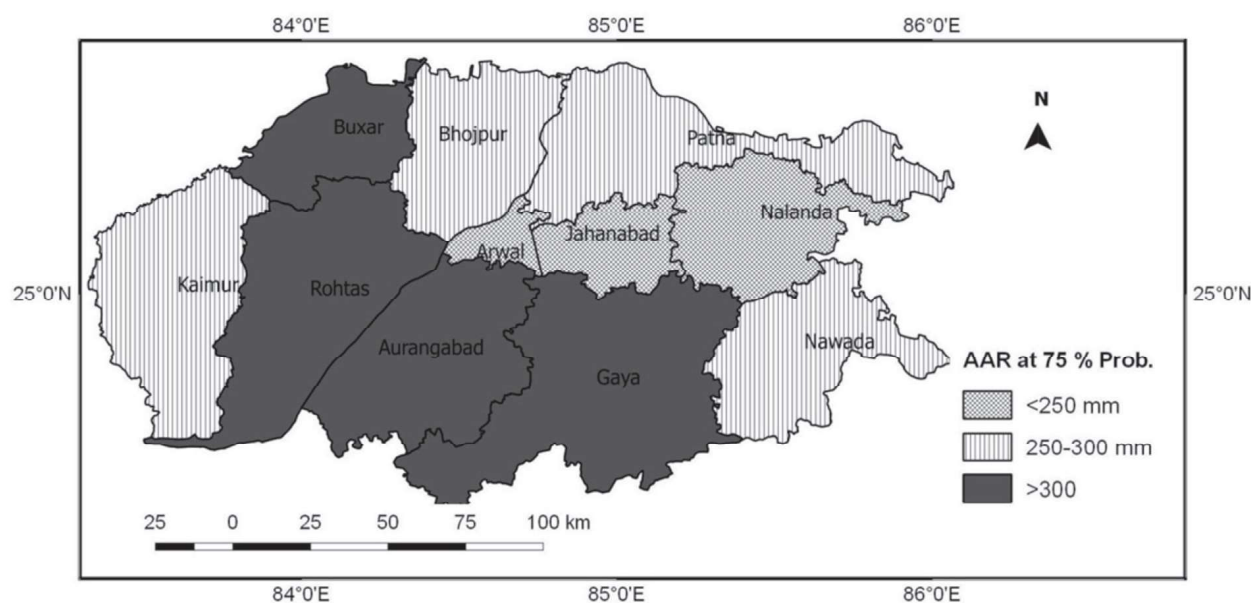 84°0'E 85°0'E 86°0'E
N
Buxar
Bhojpur
Patna
Nalanda
Jahanabad
Arwal
Kaimur
Rohtas
25°0'N 25°0'N
Aurangabad
Nawada
Gaya
AAR at 75 % Prob.
<250 mm
250-300 mm
>300
25 0 25 50 75 100 km
84°0'E 85°0'E 86°0'E